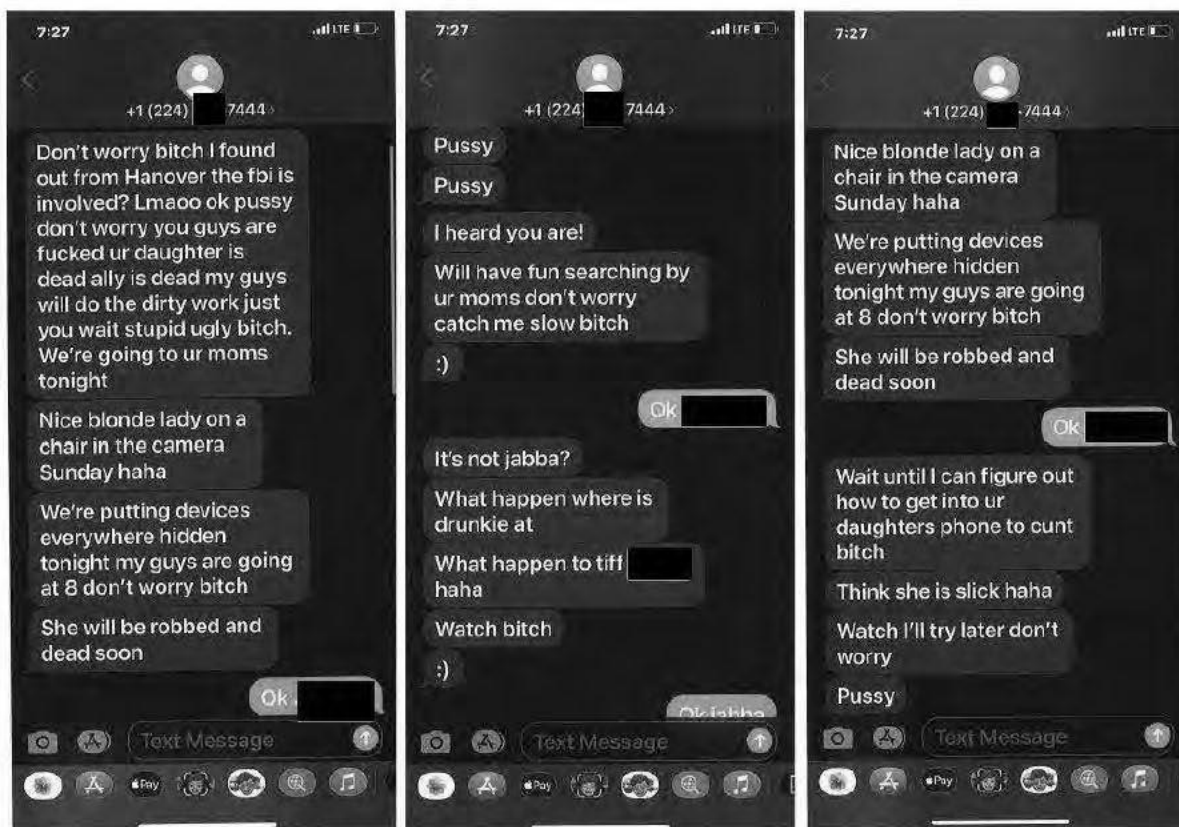 7:27
LTE
+1 (224) 7444 >
Don't worry bitch I found
out from Hanover the fbi is
involved? Lmaoo ok pussy
don't worry you guys are
fucked ur daughter is
dead ally is dead my guys
will do the dirty work just
you wait stupid ugly bitch.
We're going to ur moms
tonight
Nice blonde lady on a
chair in the camera
Sunday haha
We're putting devices
everywhere hidden
tonight my guys are going
at 8 don't worry bitch
She will be robbed and
dead soon
Ok
Text Message
Pay
7:27
LTE
+1 (224) 7444 >
Pussy
Pussy
I heard you are!
Will have fun searching by
ur moms don't worry
catch me slow bitch
:)
Ok
It's not jabba?
What happen where is
drunkie at
What happen to tiff
haha
Watch bitch
:)
Ok jabba
Text Message
Pay
7:27
LTE
+1 (224) 7444 >
Nice blonde lady on a
chair in the camera
Sunday haha
We're putting devices
everywhere hidden
tonight my guys are going
at 8 don't worry bitch
She will be robbed and
dead soon
Ok
Wait until I can figure out
how to get into ur
daughters phone to cunt
bitch
Think she is slick haha
Watch I'll try later don't
worry
Pussy
Text Message
Pay